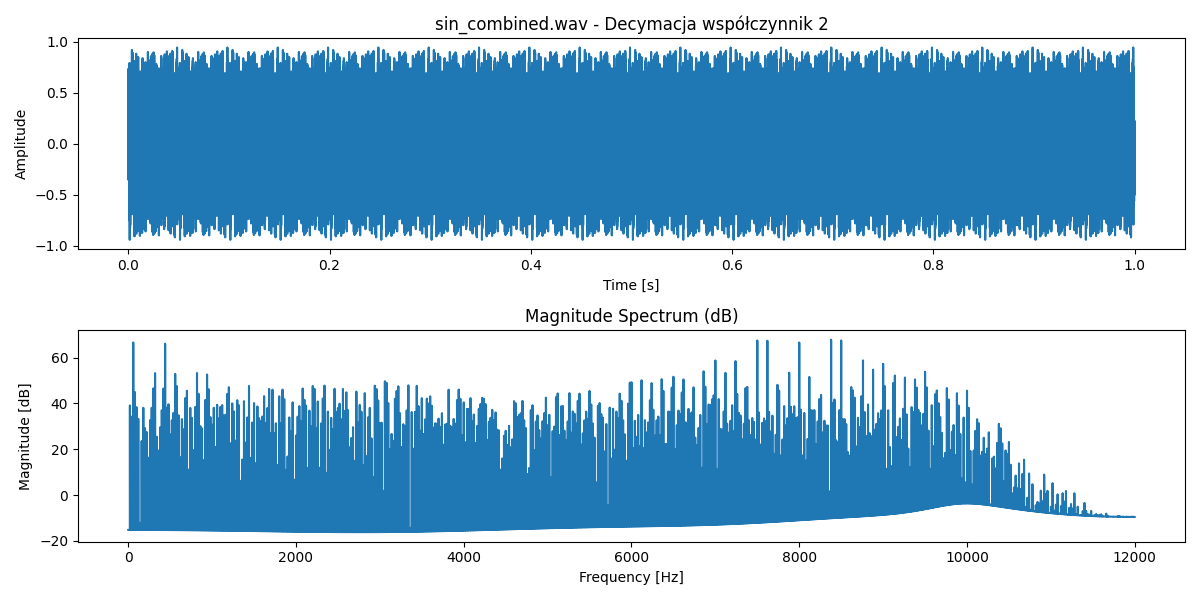 sin_combined.wav - Decymacja współczynnik 2
1.0
0.5
0.0
−0.5
−1.0
Amplitude
0.0 0.2 0.4 0.6 0.8 1.0
Time [s]
Magnitude Spectrum (dB)
60
40
20
0
−20
Magnitude [dB]
0 2000 4000 6000 8000 10000 12000
Frequency [Hz]